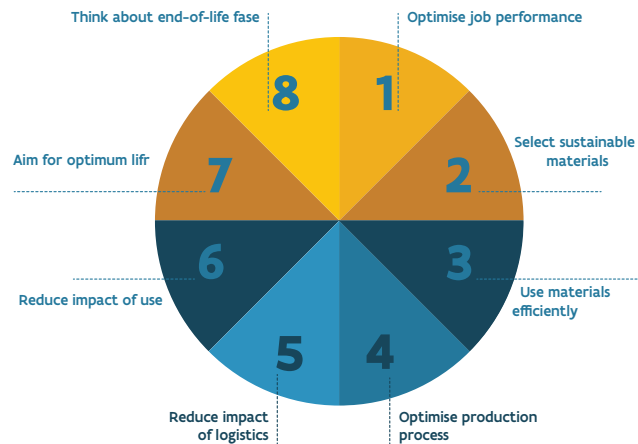 Think about end-of-life fase
Optimise job performance
8
1
Aim for optimum lifr
7
2
Select sustainable
materials
6
3
Reduce impact of use
Use materials
efficiently
5
4
Reduce impact
of logistics
Optimise production
process